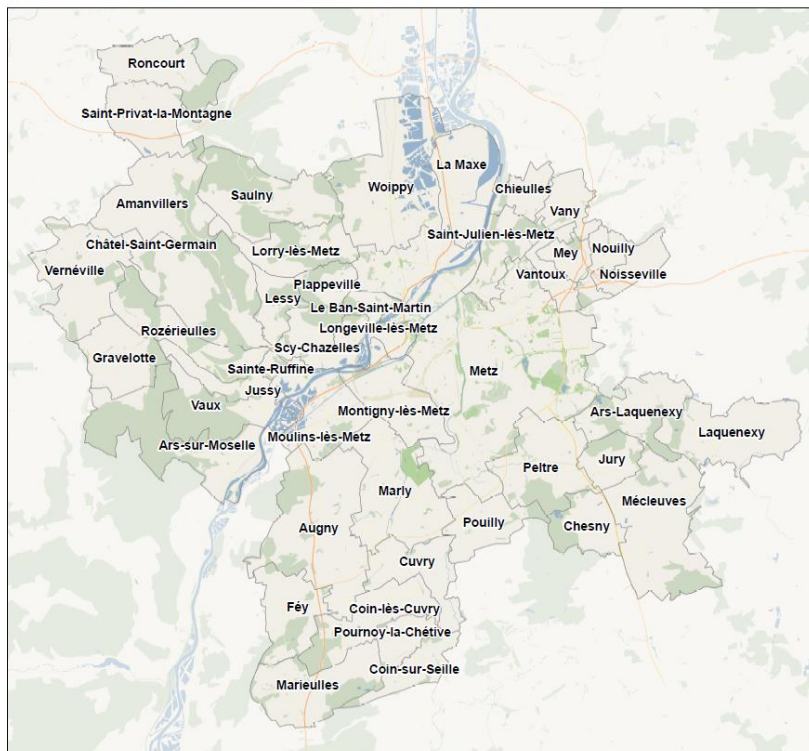 Roncourt
Saint-Privat-la-Montagne
La Maxe
Woippy
Chieulles
Saulny
Amanvillers
Vany
Saint-Julien-lès-Metz
Châtel-Saint-Germain
Nouilly
Lorry-lès-Metz
Mey
Vernéville
Vantoux
Noisseville
Plappeville
Lessy
Le Ban-Saint-Martin
Longeville-lès-Metz
Rozérieulles
Scy-Chazelles
Gravelotte
Sainte-Ruffine
Metz
Jussy
Vaux
Montigny-lès-Metz
Ars-Laquenexy
Laquenexy
Moulins-lès-Metz
Ars-sur-Moselle
Jury
Peltre
Marly
Mécleuves
Augny
Pouilly
Chesny
Cuvry
Féy
Coin-lès-Cuvry
Pournoy-la-Chétive
Coin-sur-Seille
Marieulles